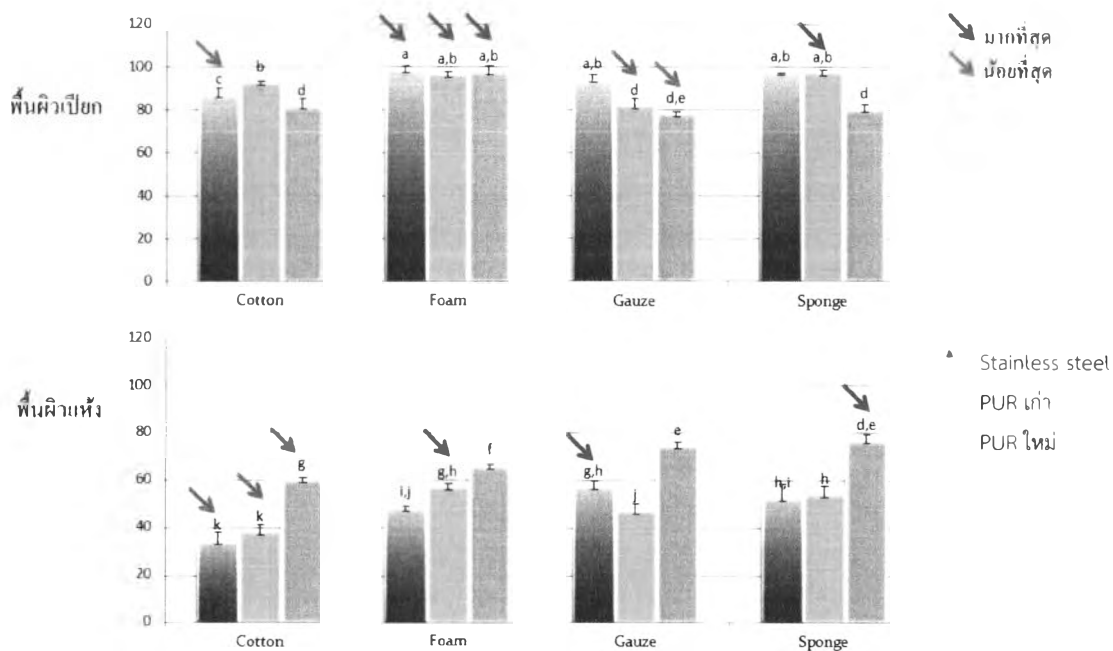 120
100
80
60
40
20
0
พื้นผิวเปียก
c b d
a a,b a,b
a,b d d,e
a,b a,b d
Cotton Foam Gauze Sponge
มากที่สุด
น้อยที่สุด
120
100
80
60
40
20
0
พื้นผิวแห้ง
k k g
i,j g,h f
g,h j e
h,i h d,e
Cotton Foam Gauze Sponge
Stainless steel
PUR เก่า
PUR ใหม่